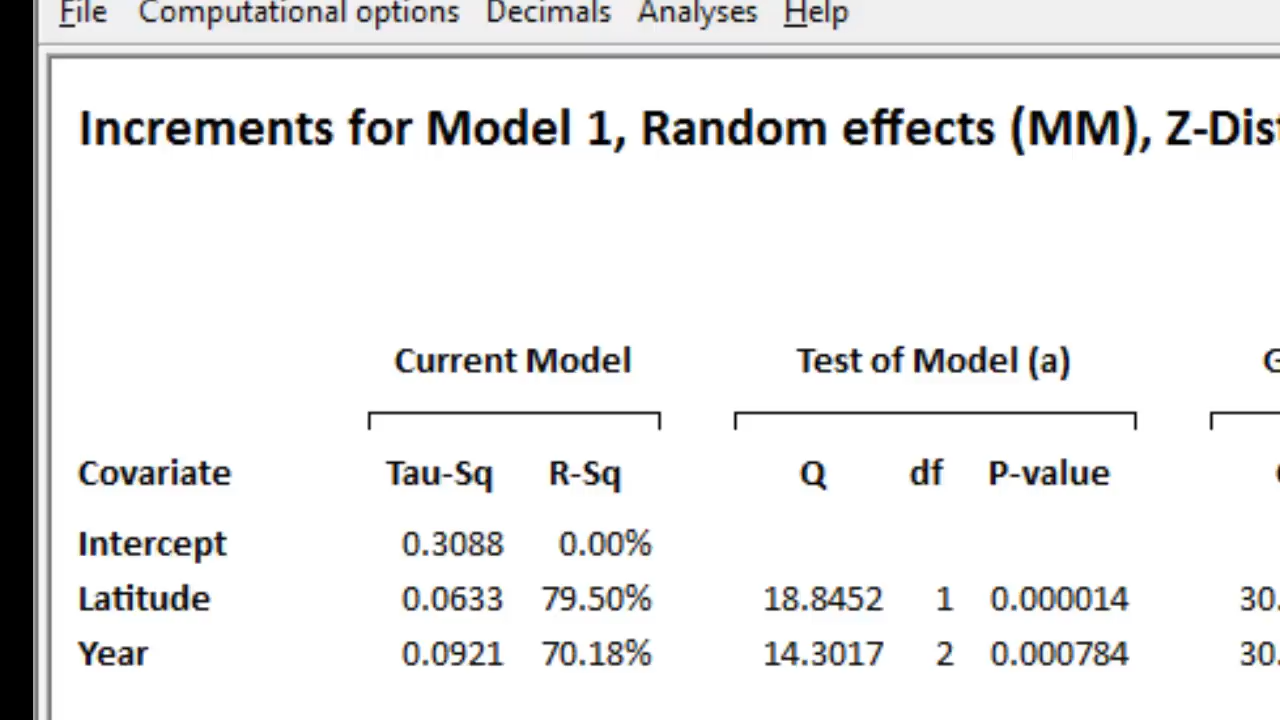 File Computational options Decimals Analyses Help
Increments for Model 1, Random effects (MM),
Current Model Test of Model (a)
Covariate Tau-Sq R-Sq Q df P-value
Intercept 0.3088 0.00%
Latitude 0.0633 79.50% 18.8452 1 0.000014 30.
Year 0.0921 70.18% 14.3017 2 0.000784 30.